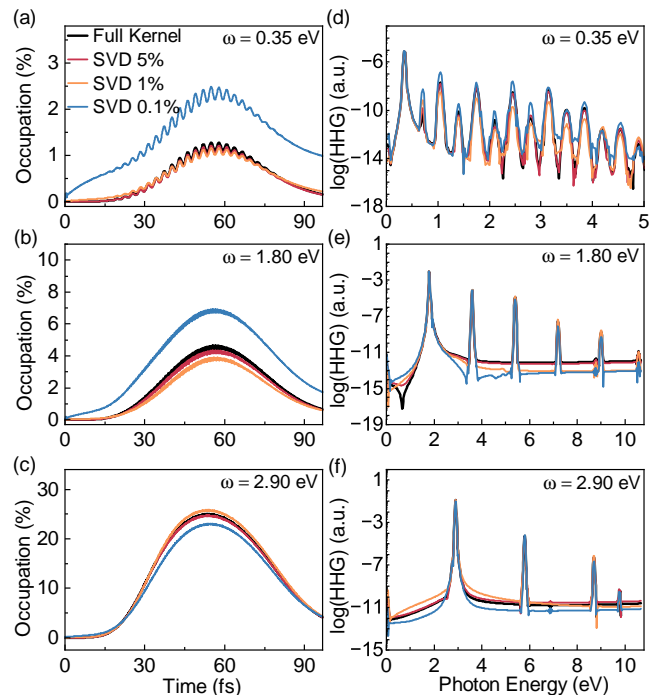 (a)
Full Kernel
SVD 5%
SVD 1%
SVD 0.1%
ω = 0.35 eV
Occupation (%)
3
2
1
0
0 30 60 90
(b)
ω = 1.80 eV
Occupation (%)
10
8
6
4
2
0
0 30 60 90
(c)
ω = 2.90 eV
Occupation (%)
30
20
10
0
0 30 60 90
Time (fs)
(d)
ω = 0.35 eV
log(HHG) (a.u.)
−6
−10
−14
−18
0 1 2 3 4 5
(e)
ω = 1.80 eV
log(HHG) (a.u.)
1
−3
−7
−11
−15
−19
0 2 4 6 8 10
(f)
ω = 2.90 eV
log(HHG) (a.u.)
1
−3
−7
−11
−15
0 2 4 6 8 10
Photon Energy (eV)